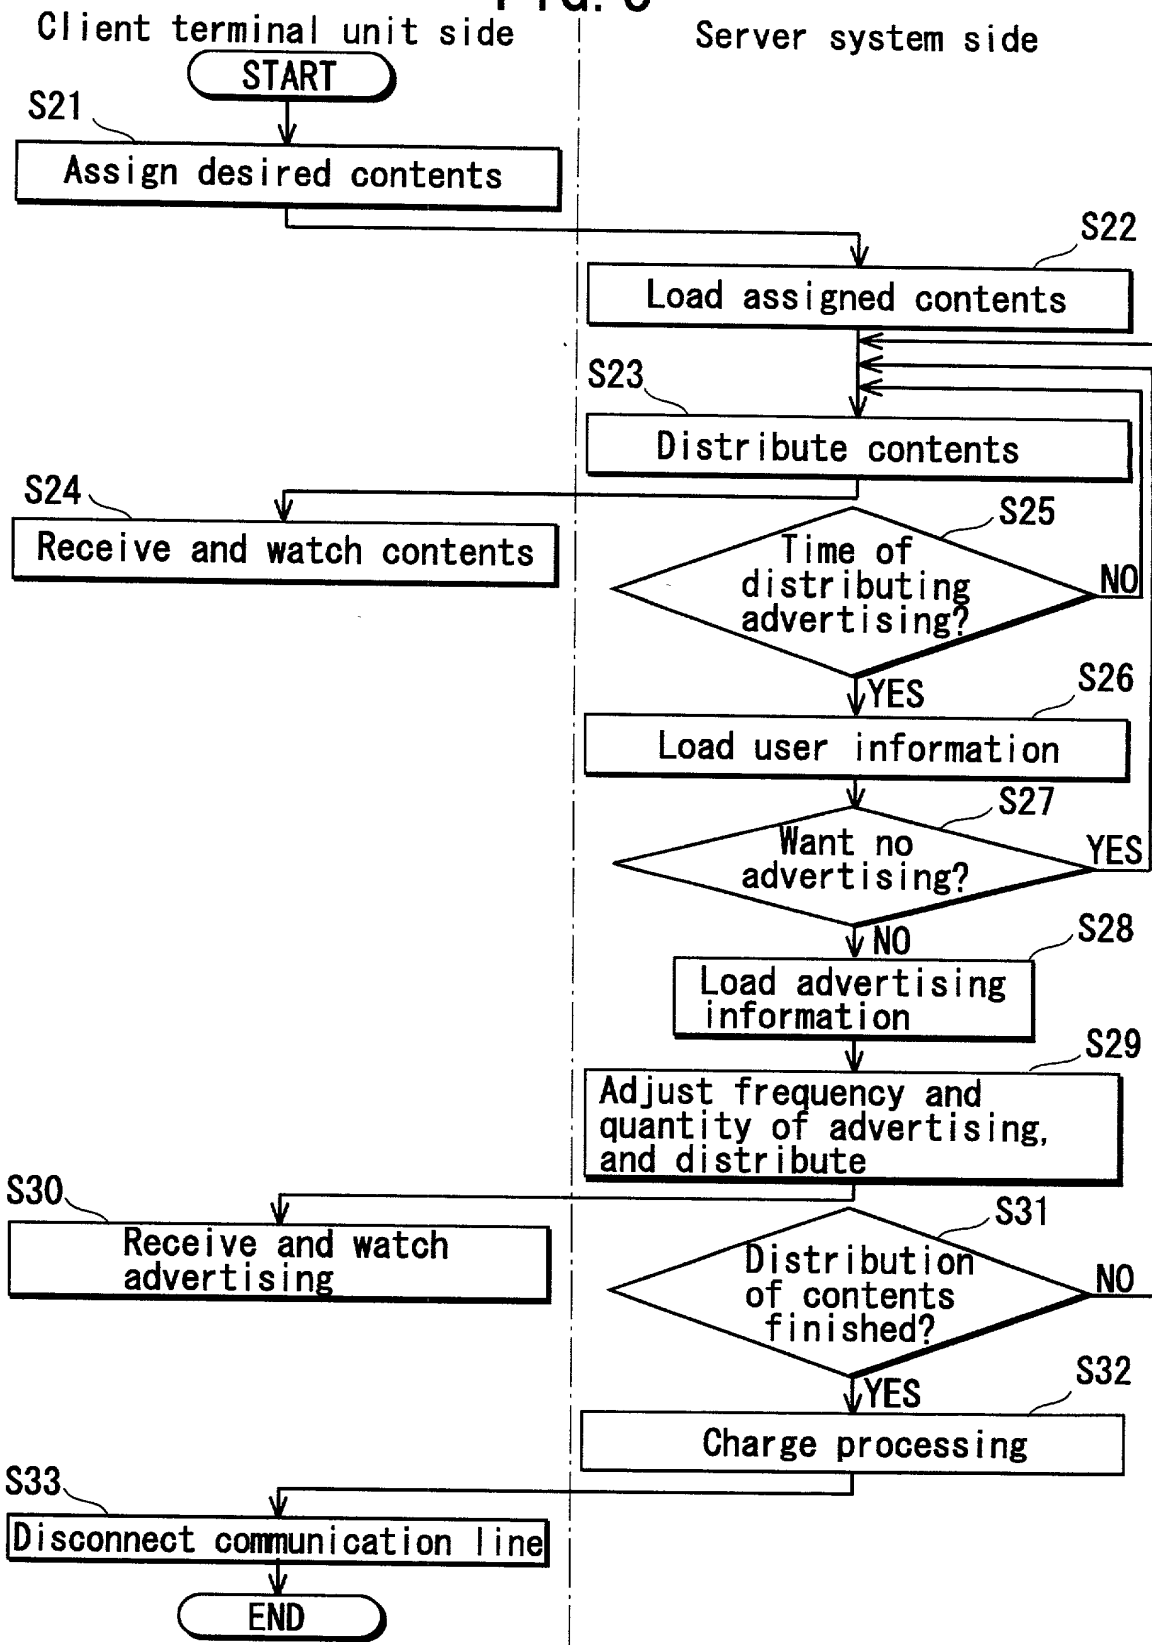 Client terminal unit side
Server system side
START
S21
Assign desired contents
S22
Load assigned contents
S23
Distribute contents
S24
Receive and watch contents
S25
Time of
distributing
advertising?
NO
YES
S26
Load user information
S27
Want no
advertising?
YES
NO
S28
Load advertising
information
S29
Adjust frequency and
quantity of advertising,
and distribute
S30
Receive and watch
advertising
S31
Distribution
of contents
finished?
NO
YES
S32
Charge processing
S33
Disconnect communication line
END